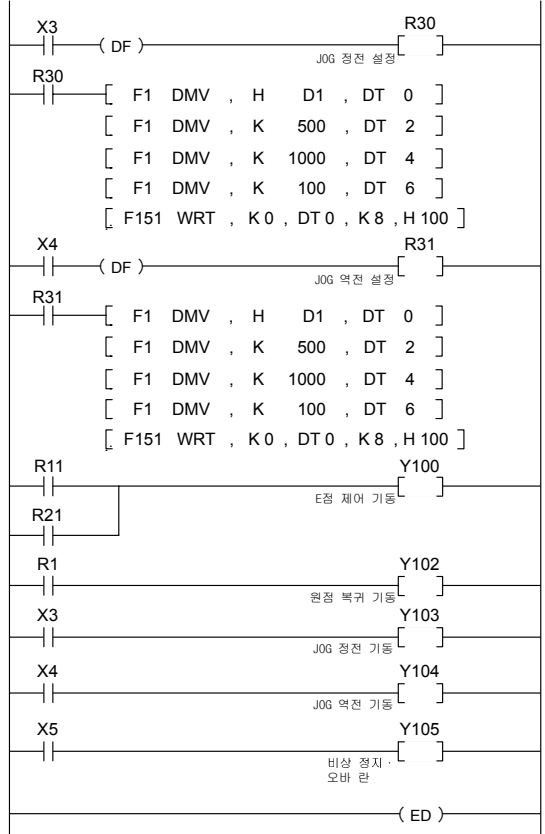 X3 R30
( DF )
JOG 정전 설정
R30
[ F1 DMV , H D1 , DT 0 ]
[ F1 DMV , K 500 , DT 2 ]
[ F1 DMV , K 1000 , DT 4 ]
[ F1 DMV , K 100 , DT 6 ]
[ F151 WRT , K 0 , DT 0 , K 8 , H 100 ]
X4 R31
( DF )
JOG 역전 설정
R31
[ F1 DMV , H D1 , DT 0 ]
[ F1 DMV , K 500 , DT 2 ]
[ F1 DMV , K 1000 , DT 4 ]
[ F1 DMV , K 100 , DT 6 ]
[ F151 WRT , K 0 , DT 0 , K 8 , H 100 ]
R11 Y100
E점 제어 기동
R21
R1 Y102
원점 복귀 기동
X3 Y103
JOG 정전 기동
X4 Y104
JOG 역전 기동
X5 Y105
비상 정지 ·
오바 란
( ED )